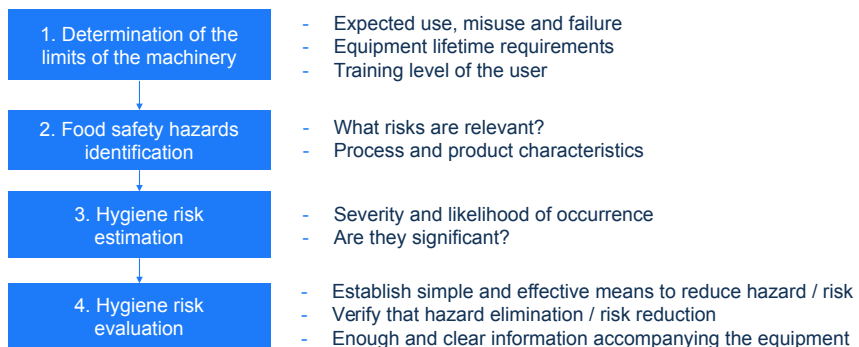 1. Determination of the
limits of the machinery
- Expected use, misuse and failure
- Equipment lifetime requirements
- Training level of the user
2. Food safety hazards
identification
- What risks are relevant?
- Process and product characteristics
3. Hygiene risk
estimation
- Severity and likelihood of occurrence
- Are they significant?
4. Hygiene risk
evaluation
- Establish simple and effective means to reduce hazard / risk
- Verify that hazard elimination / risk reduction
- Enough and clear information accompanying the equipment